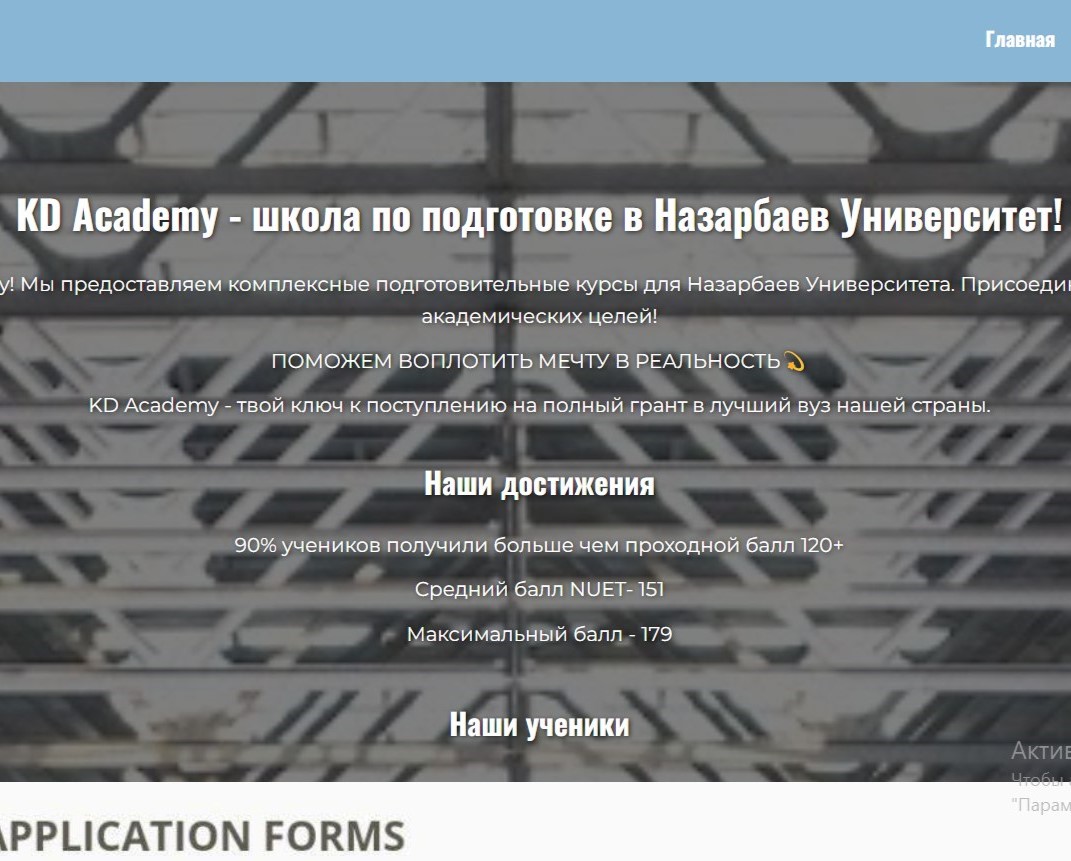 Главная
KD Academy - школа по подготовке в Назарбаев Университет!
у! Мы предоставляем комплексные подготовительные курсы для Назарбаев Университета.
академических целей!
ПОМОЖЕМ ВОПЛОТИТЬ МЕЧТУ В РЕАЛЬНОСТЬ💫
KD Academy - твой ключ к поступлению на полный грант в лучший вуз нашей страны.
Наши достижения
90% учеников получили больше чем проходной балл 120+
Средний балл NUET- 151
Максимальный балл - 179
Наши ученики
Актив
Чтобы
"Парам
APPLICATION FORMS